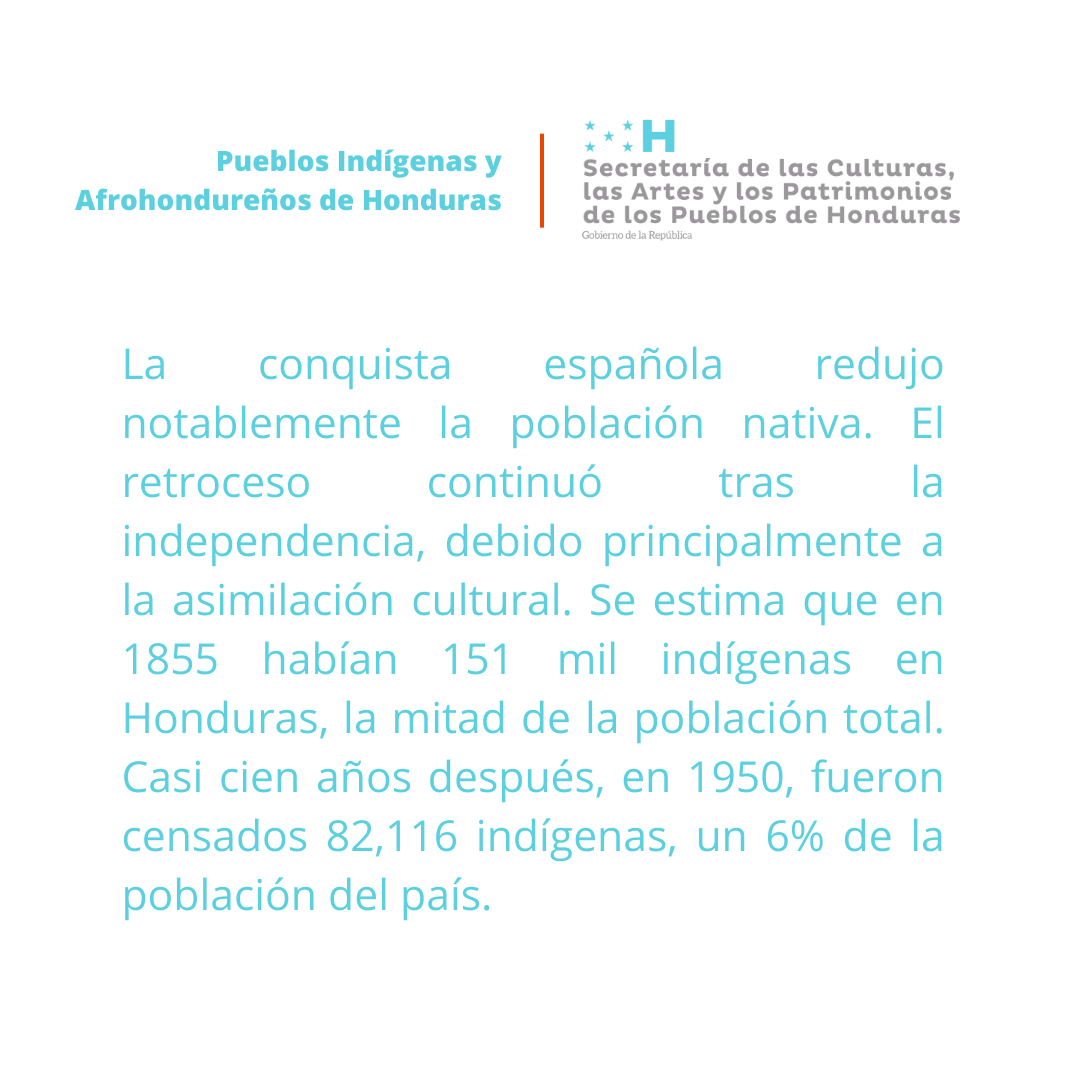 Pueblos Indígenas y
Afrohondureños de Honduras
H
Secretaría de las Culturas,
las Artes y los Patrimonios
de los Pueblos de Honduras
Gobierno de la República
La conquista española redujo
notablemente la población nativa. El
retroceso continuó tras la
independencia, debido principalmente a
la asimilación cultural. Se estima que en
1855 habían 151 mil indígenas en
Honduras, la mitad de la población total.
Casi cien años después, en 1950, fueron
censados 82,116 indígenas, un 6% de la
población del país.